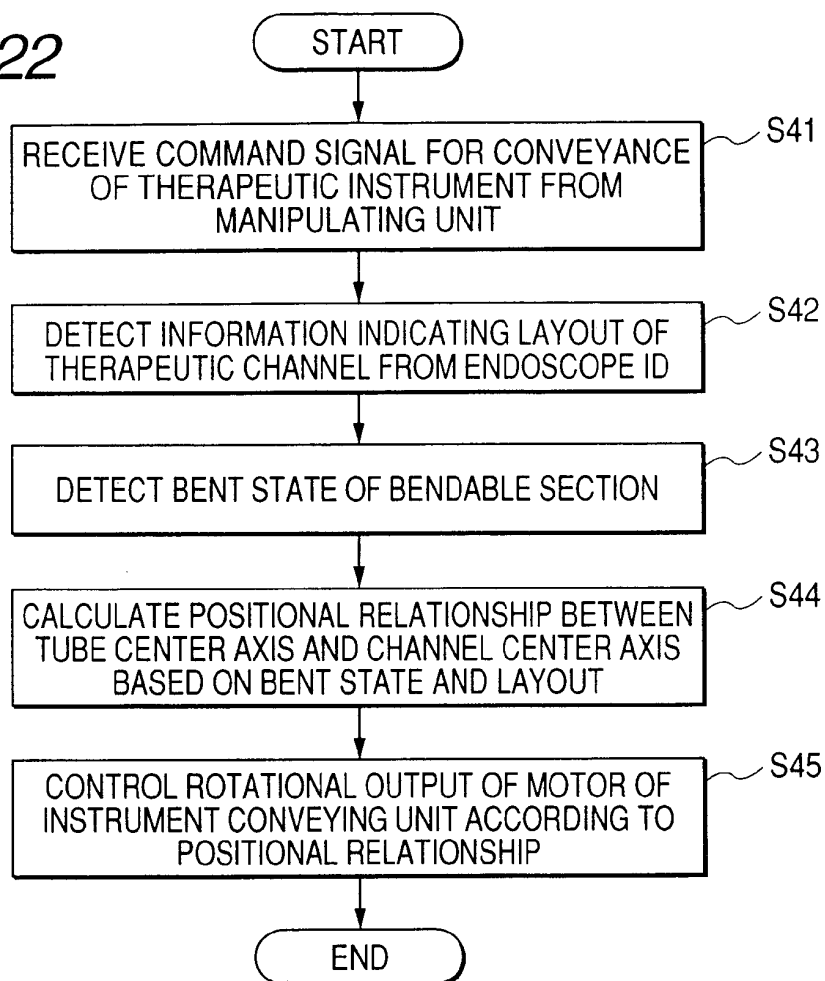 22
START
S41
RECEIVE COMMAND SIGNAL FOR CONVEYANCE
OF THERAPEUTIC INSTRUMENT FROM
MANIPULATING UNIT
S42
DETECT INFORMATION INDICATING LAYOUT OF
THERAPEUTIC CHANNEL FROM ENDOSCOPE ID
S43
DETECT BENT STATE OF BENDABLE SECTION
S44
CALCULATE POSITIONAL RELATIONSHIP BETWEEN
TUBE CENTER AXIS AND CHANNEL CENTER AXIS
BASED ON BENT STATE AND LAYOUT
S45
CONTROL ROTATIONAL OUTPUT OF MOTOR OF
INSTRUMENT CONVEYING UNIT ACCORDING TO
POSITIONAL RELATIONSHIP
END